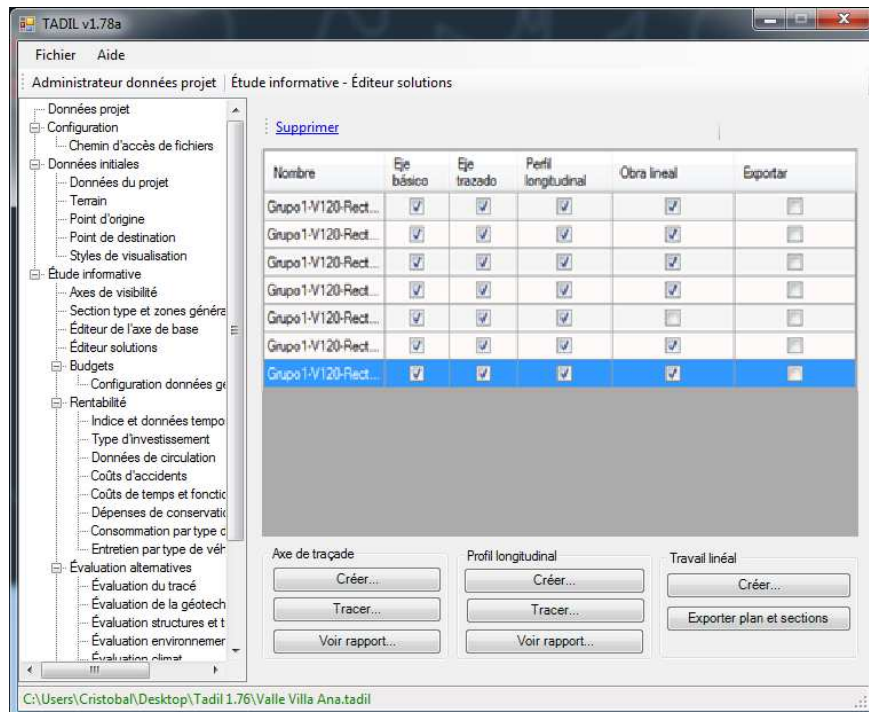 TADIL v1.78a
Fichier Aide
Administrateur données projet Étude informative - Éditeur solutions
Données projet
Configuration
Chemin d'accès de fichiers
Données initiales
Données du projet
Terrain
Point d'origine
Point de destination
Styles de visualisation
Étude informative
Axes de visibilité
Section type et zones généra
Éditeur de l'axe de base
Éditeur solutions
Budgets
Configuration données ge
Rentabilité
Indice et données tempo
Type d'investissement
Données de circulation
Coûts d'accidents
Coûts de temps et fonctic
Dépenses de conservatic
Consommation par type d
Entretien par type de véh
Évaluation alternatives
Évaluation du tracé
Évaluation de la géotech
Évaluation structures et t
Évaluation environnemer
Évaluation climat
Supprimer
Nombre Eje básico Eje trazado Perfil longitudinal Obra lineal Exportar
Grupo1-V120-Rect...
Grupo1-V120-Rect...
Grupo1-V120-Rect...
Grupo1-V120-Rect...
Grupo1-V120-Rect...
Grupo1-V120-Rect...
Grupo1-V120-Rect...
Axe de traçade
Créer...
Tracer...
Voir rapport...
Profil longitudinal
Créer...
Tracer...
Voir rapport...
Travail linéal
Créer...
Exporter plan et sections
C:\Users\Cristobal\Desktop\Tadil 1.76\Valle Villa Ana.tadil